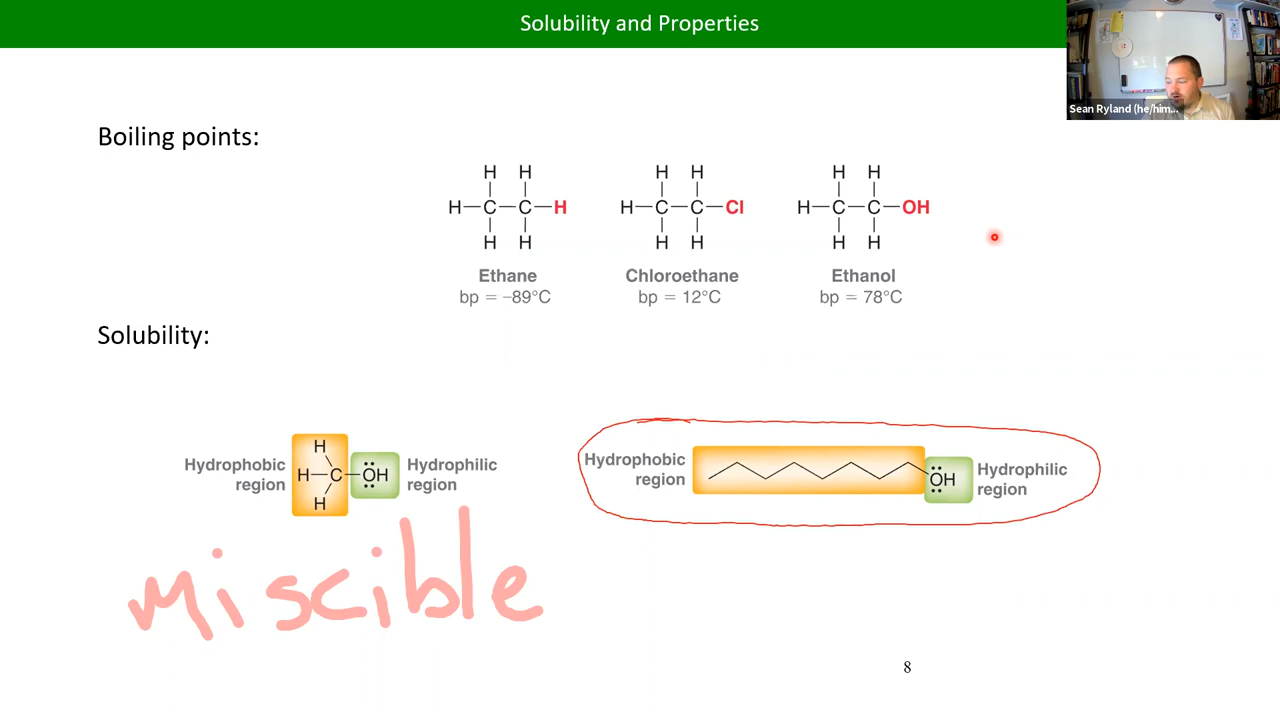 Solubility and Properties
Sean Ryland (he/him...
Boiling points:
H H
H C C H
H H
Ethane
bp = −89°C
H H
H C C Cl
H H
Chloroethane
bp = 12°C
H H
H C C OH
H H
Ethanol
bp = 78°C
Solubility:
Hydrophobic
region
H
H C OH
H
Hydrophilic
region
Hydrophobic
region
OH
Hydrophilic
region
miscible
8